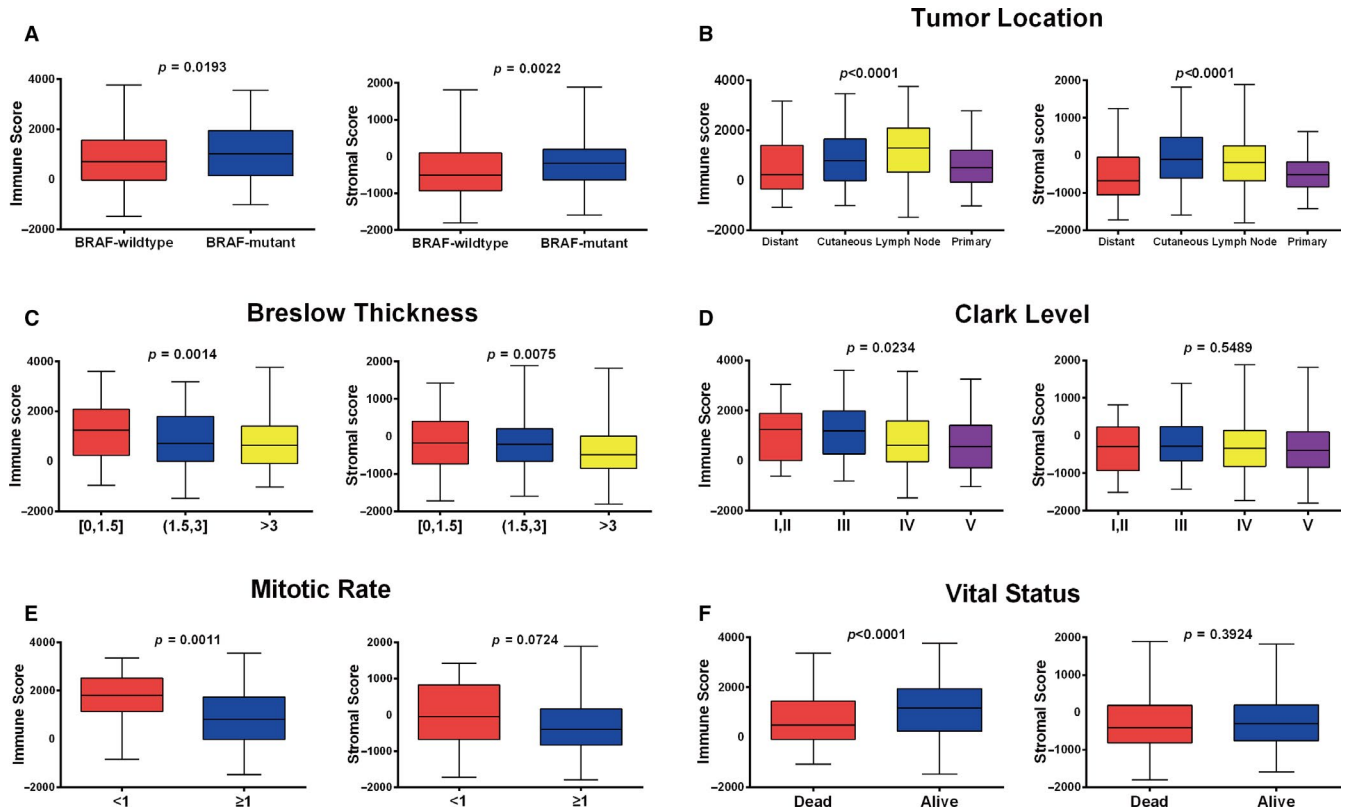 A
p = 0.0193
Immune Score
4000
2000
0
−2000
BRAF-wildtype BRAF-mutant
p = 0.0022
Stromal Score
2000
1000
0
−1000
−2000
BRAF-wildtype BRAF-mutant
Tumor Location
B
p<0.0001
Immune Score
4000
2000
0
−2000
Distant Cutaneous Lymph Node Primary
p<0.0001
Stromal score
2000
1000
0
−1000
−2000
Distant Cutaneous Lymph Node Primary
Breslow Thickness
C
p = 0.0014
Immune score
4000
2000
0
−2000
[0,1.5] (1.5,3] >3
p = 0.0075
Stromal score
2000
1000
0
−1000
−2000
[0,1.5] (1.5,3] >3
Clark Level
D
p = 0.0234
Immune Score
4000
2000
0
−2000
I,II III IV V
p = 0.5489
Stromal Score
2000
1000
0
−1000
−2000
I,II III IV V
Mitotic Rate
E
p = 0.0011
Immune Score
4000
2000
0
−2000
<1 ≥1
p = 0.0724
Stromal Score
2000
1000
0
−1000
−2000
<1 ≥1
Vital Status
F
p<0.0001
Immune Score
4000
2000
0
−2000
Dead Alive
p = 0.3924
Stromal Score
2000
1000
0
−1000
−2000
Dead Alive